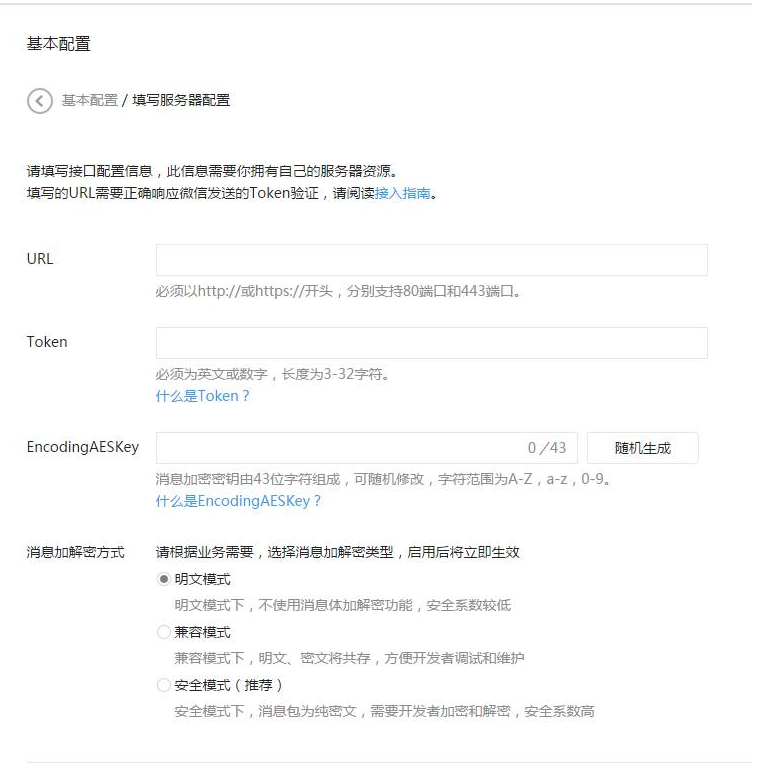 基本配置
基本配置 / 填写服务器配置
请填写接口配置信息，此信息需要你拥有自己的服务器资源。
填写的URL需要正确响应微信发送的Token验证，请阅读接入指南。
URL
必须以http://或https://开头，分别支持80端口和443端口。
Token
必须为英文或数字，长度为3-32字符。
什么是Token？
EncodingAESKey 0/43 随机生成
消息加密密钥由43位字符组成，可随机修改，字符范围为A-Z，a-z，0-9。
什么是EncodingAESKey？
消息加解密方式 请根据业务需要，选择消息加解密类型，启用后将立即生效
明文模式
明文模式下，不使用消息体加解密功能，安全系数较低
兼容模式
兼容模式下，明文、密文将共存，方便开发者调试和维护
安全模式（推荐）
安全模式下，消息包为纯密文，需要开发者加密和解密，安全系数高